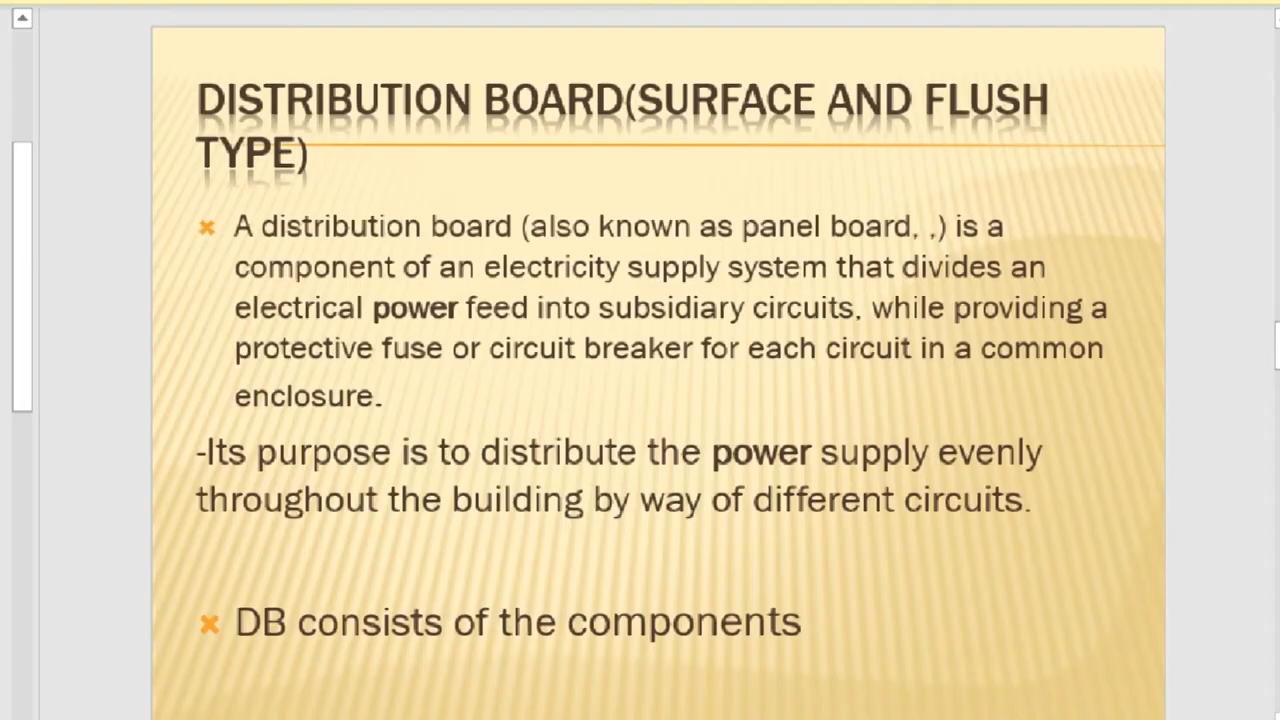 DISTRIBUTION BOARD(SURFACE AND FLUSH
TYPE)
A distribution board (also known as panel board, ,) is a
component of an electricity supply system that divides an
electrical power feed into subsidiary circuits, while providing a
protective fuse or circuit breaker for each circuit in a common
enclosure.
-Its purpose is to distribute the power supply evenly
throughout the building by way of different circuits.
DB consists of the components